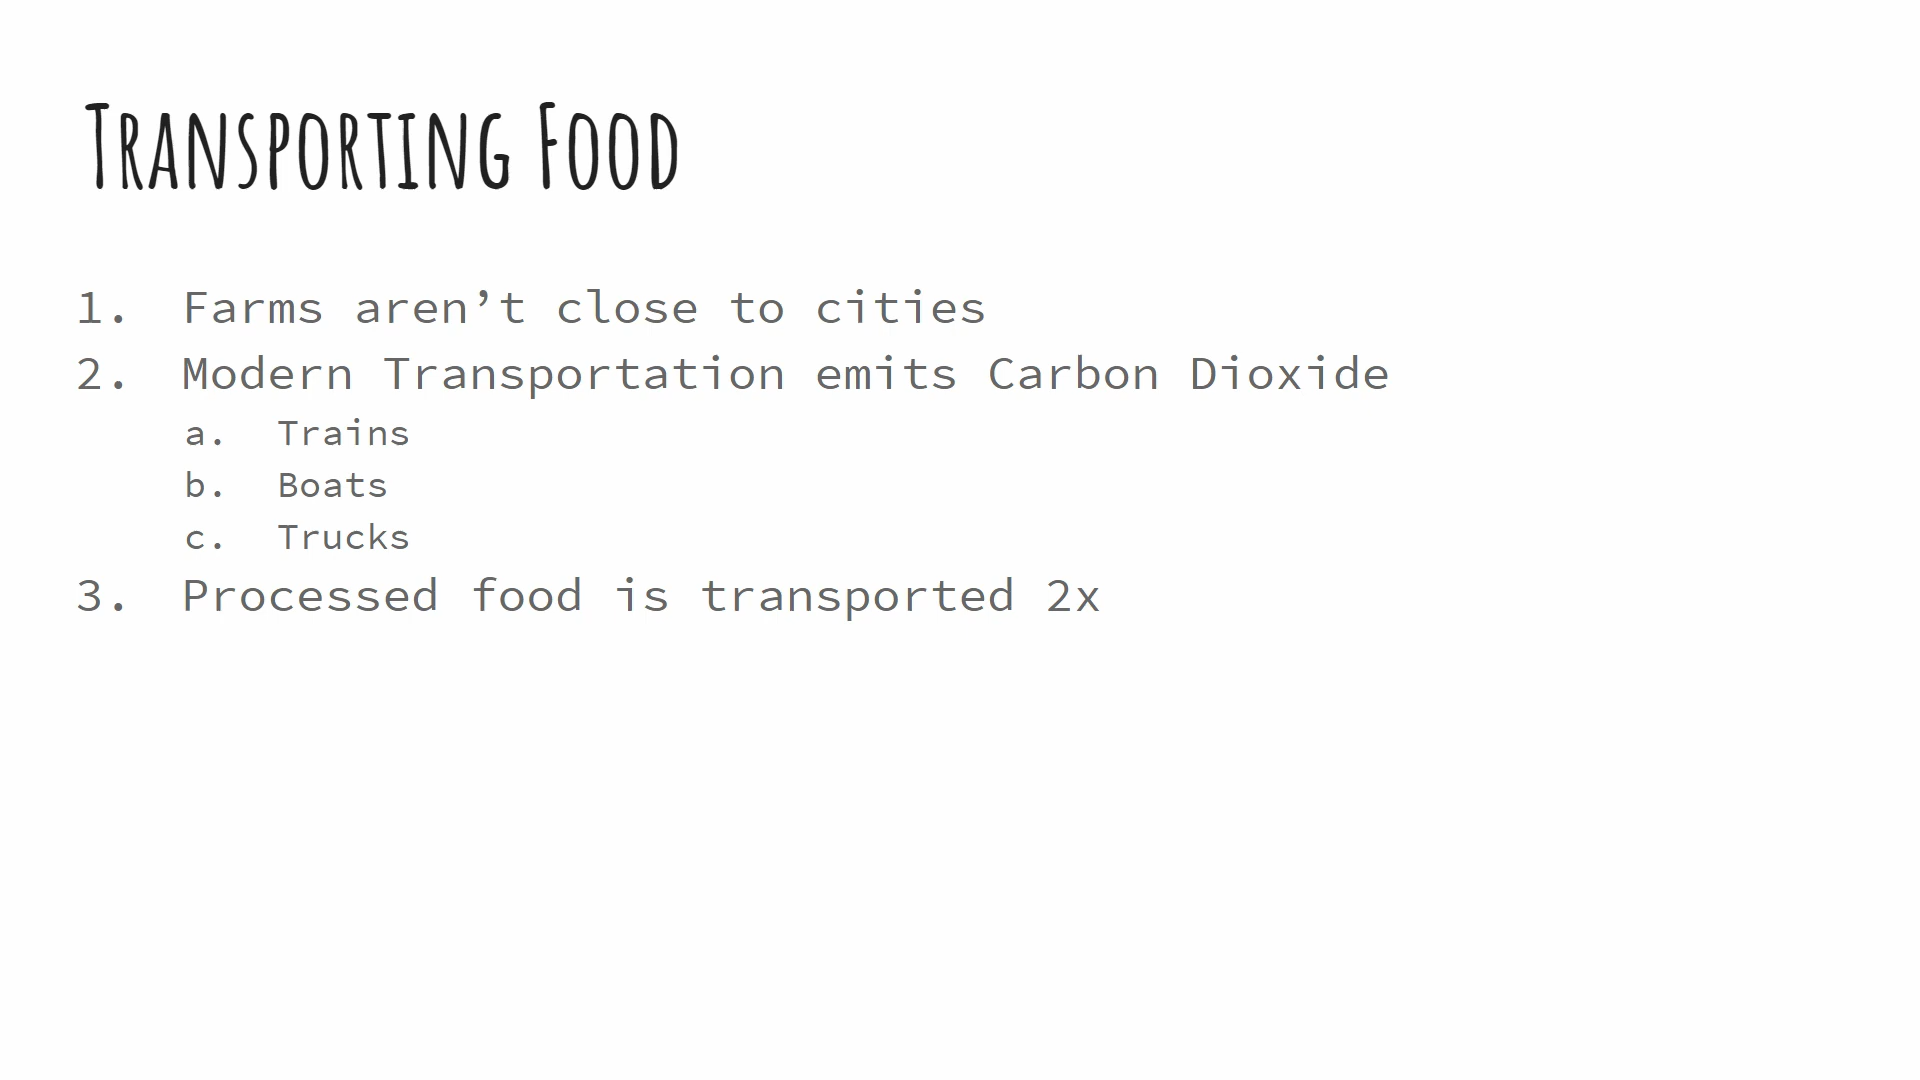 Transporting Food
1. Farms aren’t close to cities
2. Modern Transportation emits Carbon Dioxide
a. Trains
b. Boats
c. Trucks
3. Processed food is transported 2x